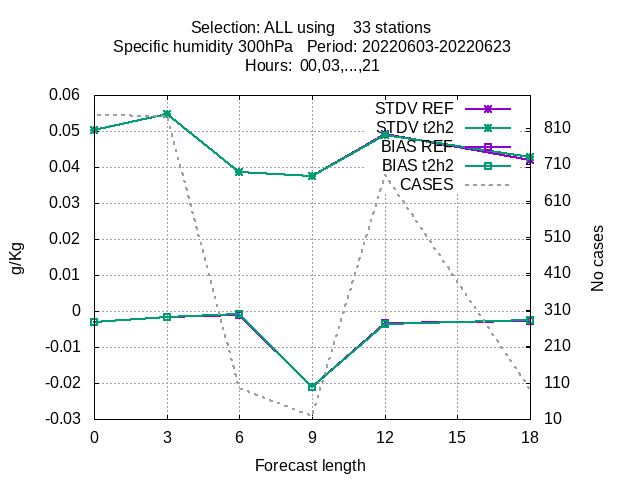 Selection: ALL using    33 stations
Specific humidity 300hPa   Period: 20220603-20220623
Hours:  00,03,...,21
STDV REF
STDV t2h2
BIAS REF
BIAS t2h2
CASES
0.06
0.05
0.04
0.03
0.02
0.01
0
-0.01
-0.02
-0.03
g/Kg
810
710
610
510
410
310
210
110
10
No cases
0 3 6 9 12 15 18
Forecast length